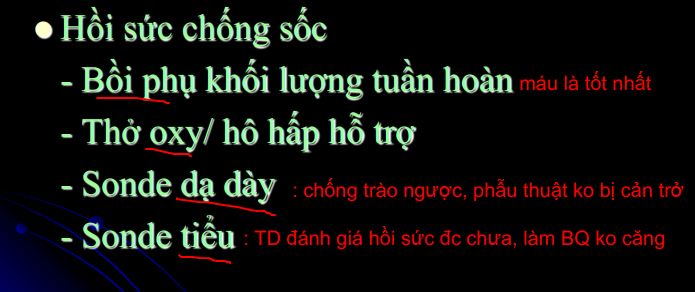 Hồi sức chống sốc
- Bồi phụ khối lượng tuần hoàn máu là tốt nhất
- Thở oxy/ hô hấp hỗ trợ
- Sonde dạ dày : chống trào ngược, phẫu thuật ko bị cản trở
- Sonde tiểu : TD đánh giá hồi sức đc chưa, làm BQ ko căng